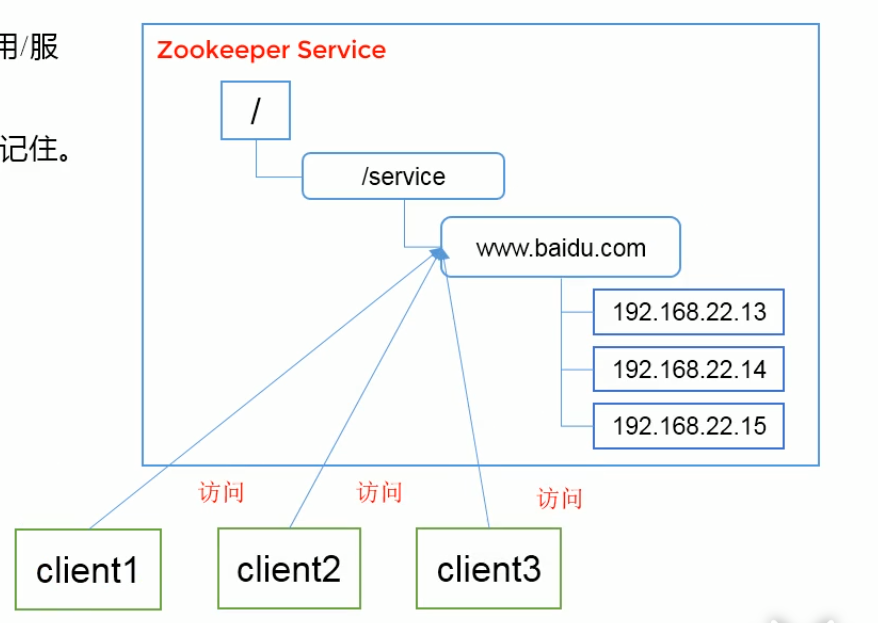 用/服
记住。
Zookeeper Service
/
/service
www.baidu.com
192.168.22.13
192.168.22.14
192.168.22.15
访问 访问 访问
client1 client2 client3